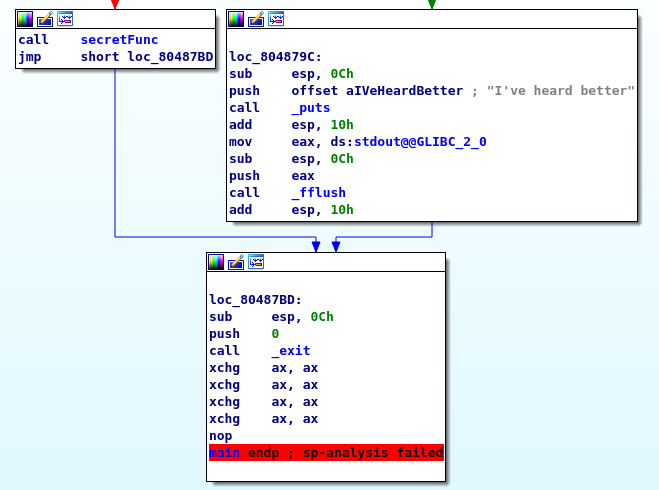 call    secretFunc
jmp     short loc_80487BD
loc_804879C:
sub     esp, 0Ch
push    offset aIVeHeardBetter ; "I've heard better"
call    _puts
add     esp, 10h
mov     eax, ds:stdout@@GLIBC_2_0
sub     esp, 0Ch
push    eax
call    _fflush
add     esp, 10h
loc_80487BD:
sub     esp, 0Ch
push    0
call    _exit
xchg    ax, ax
xchg    ax, ax
xchg    ax, ax
xchg    ax, ax
nop
main endp ; sp-analysis failed